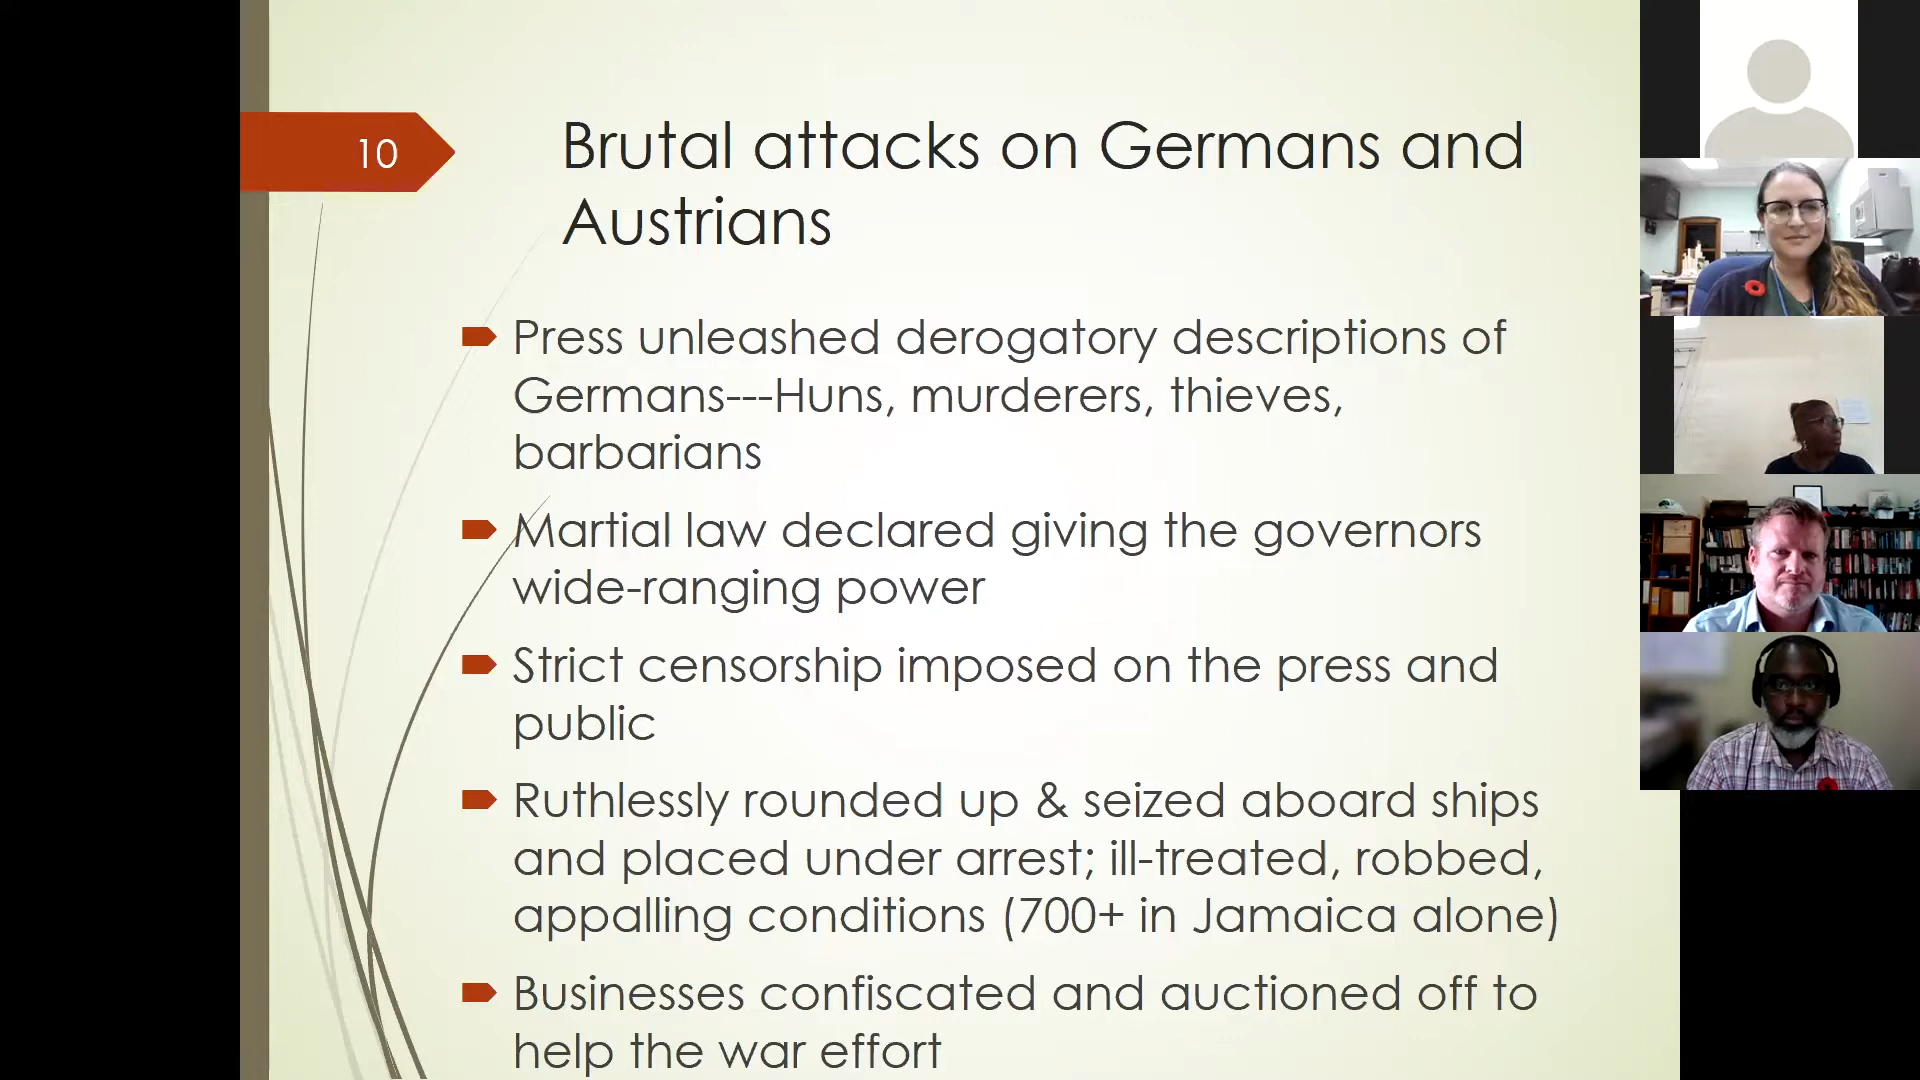 10
Brutal attacks on Germans and
Austrians
Press unleashed derogatory descriptions of
Germans---Huns, murderers, thieves,
barbarians
Martial law declared giving the governors
wide-ranging power
Strict censorship imposed on the press and
public
Ruthlessly rounded up & seized aboard ships
and placed under arrest; ill-treated, robbed,
appalling conditions (700+ in Jamaica alone)
Businesses confiscated and auctioned off to
help the war effort